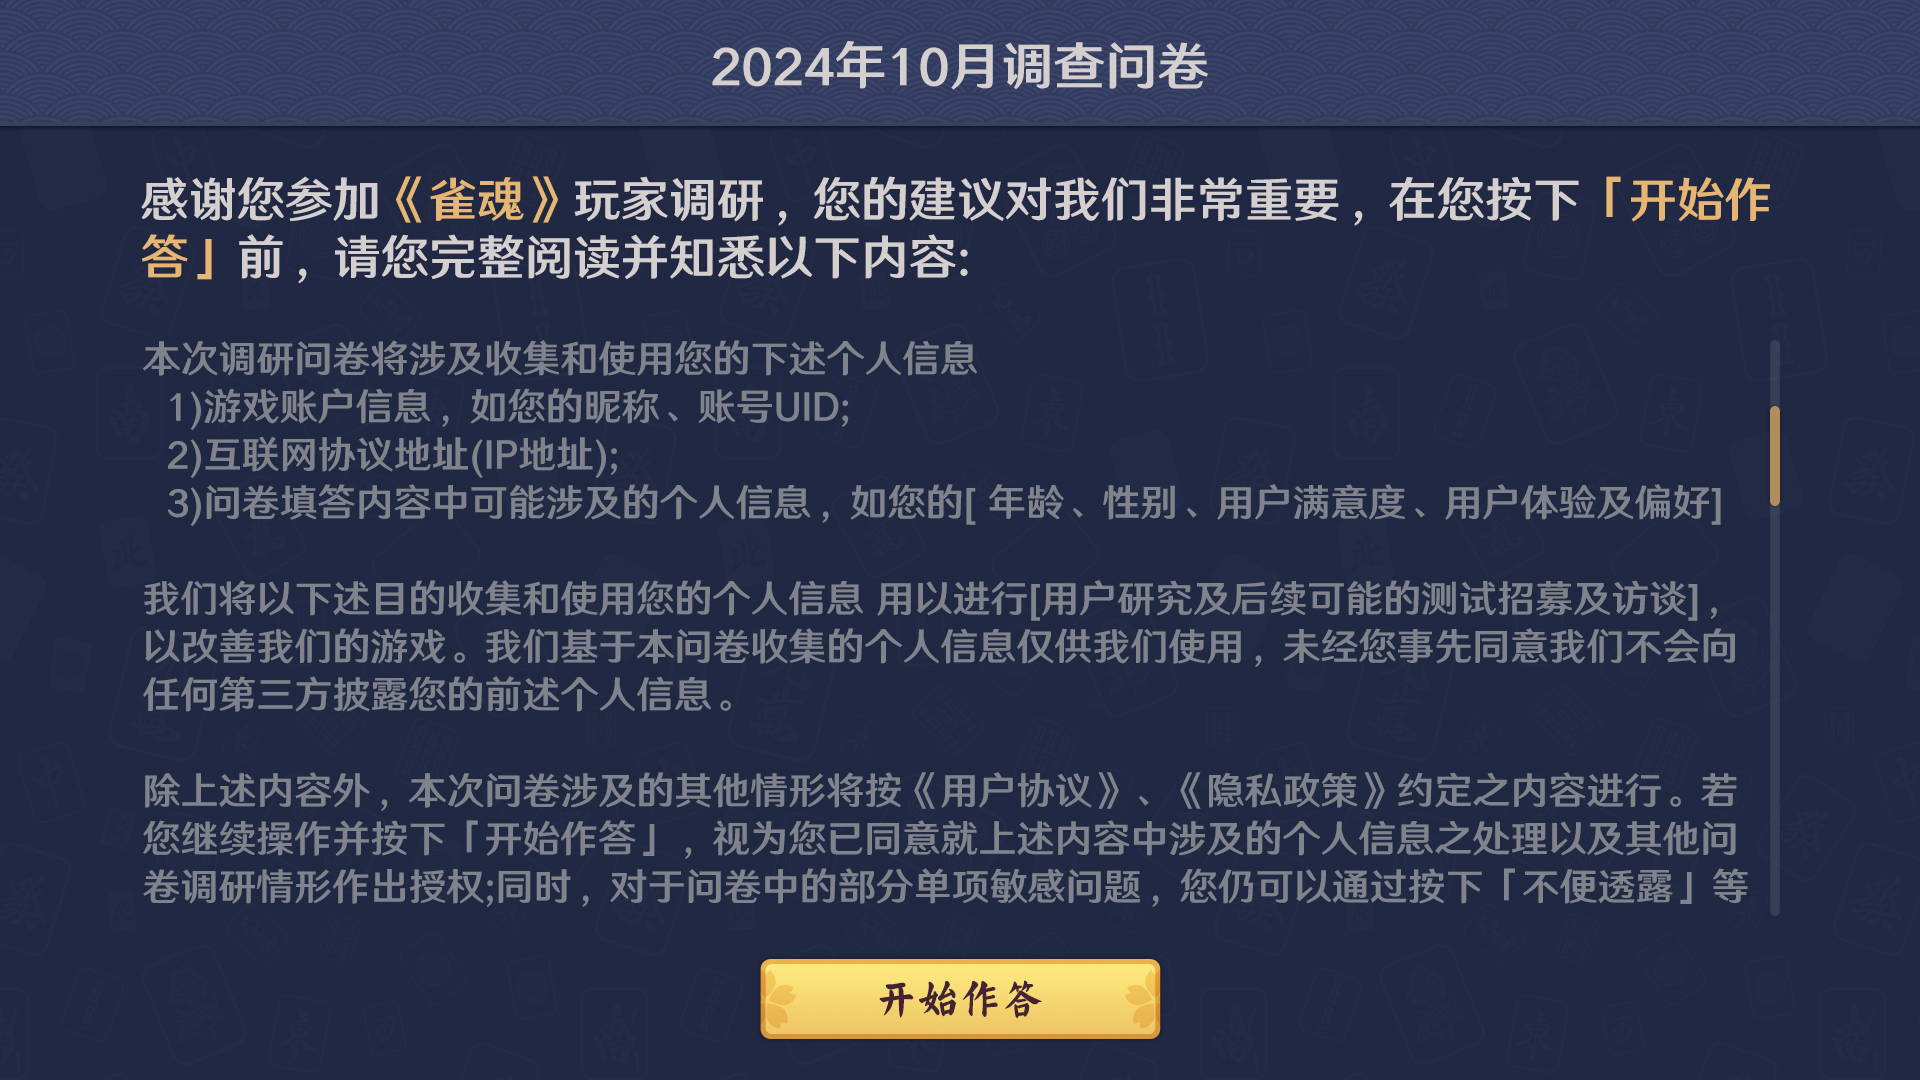 2024年10月调查问卷
感谢您参加《雀魂》玩家调研，您的建议对我们非常重要，在您按下「开始作
答」前，请您完整阅读并知悉以下内容:
本次调研问卷将涉及收集和使用您的下述个人信息
1)游戏账户信息，如您的昵称、账号UID;
2)互联网协议地址(IP地址);
3)问卷填答内容中可能涉及的个人信息，如您的[ 年龄、性别、用户满意度、用户体验及偏好]
我们将以下述目的收集和使用您的个人信息 用以进行[用户研究及后续可能的测试招募及访谈]，
以改善我们的游戏。我们基于本问卷收集的个人信息仅供我们使用，未经您事先同意我们不会向
任何第三方披露您的前述个人信息。
除上述内容外，本次问卷涉及的其他情形将按《用户协议》、《隐私政策》约定之内容进行。若
您继续操作并按下「开始作答」，视为您已同意就上述内容中涉及的个人信息之处理以及其他问
卷调研情形作出授权;同时，对于问卷中的部分单项敏感问题，您仍可以通过按下「不便透露」等
开始作答